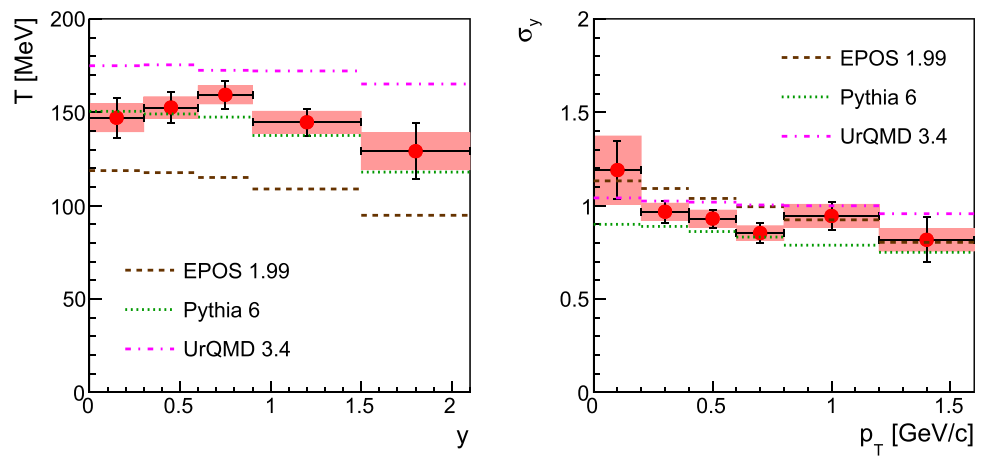 T [MeV]
200
150
100
50
0
EPOS 1.99
Pythia 6
UrQMD 3.4
0 0.5 1 1.5 2
y
σy
2
1.5
1
0.5
0
EPOS 1.99
Pythia 6
UrQMD 3.4
0 0.5 1 1.5
pT [GeV/c]